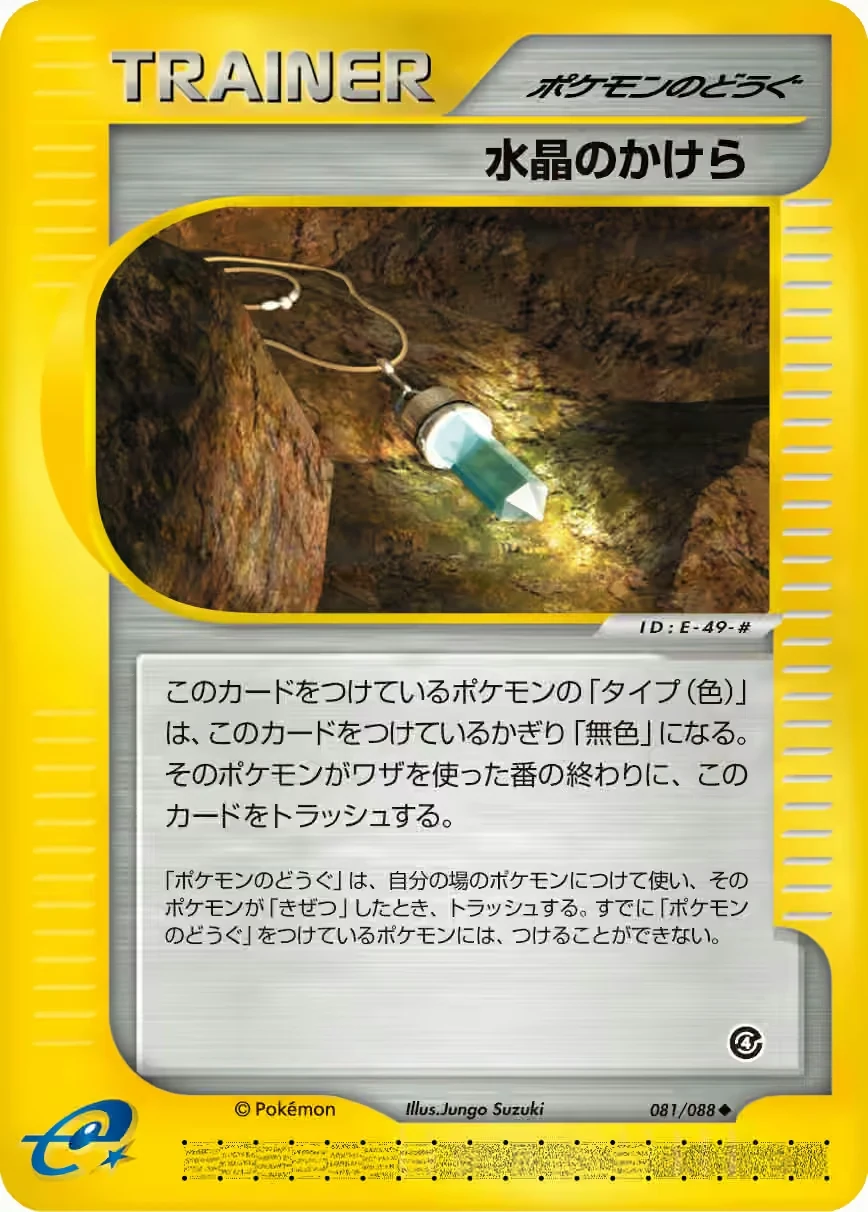 TRAINER
ポケモンのどうぐ
水晶のかけら
ID : E-49-#
このカードをつけているポケモンの「タイプ（色）」
は、このカードをつけているかぎり「無色」になる。
そのポケモンがワザを使った番の終わりに、この
カードをトラッシュする。
「ポケモンのどうぐ」は、自分の場のポケモンにつけて使い、その
ポケモンが「きぜつ」したとき、トラッシュする。すでに「ポケモン
のどうぐ」をつけているポケモンには、つけることができない。
4
© Pokémon
Illus.Jungo Suzuki
081/088◆
e